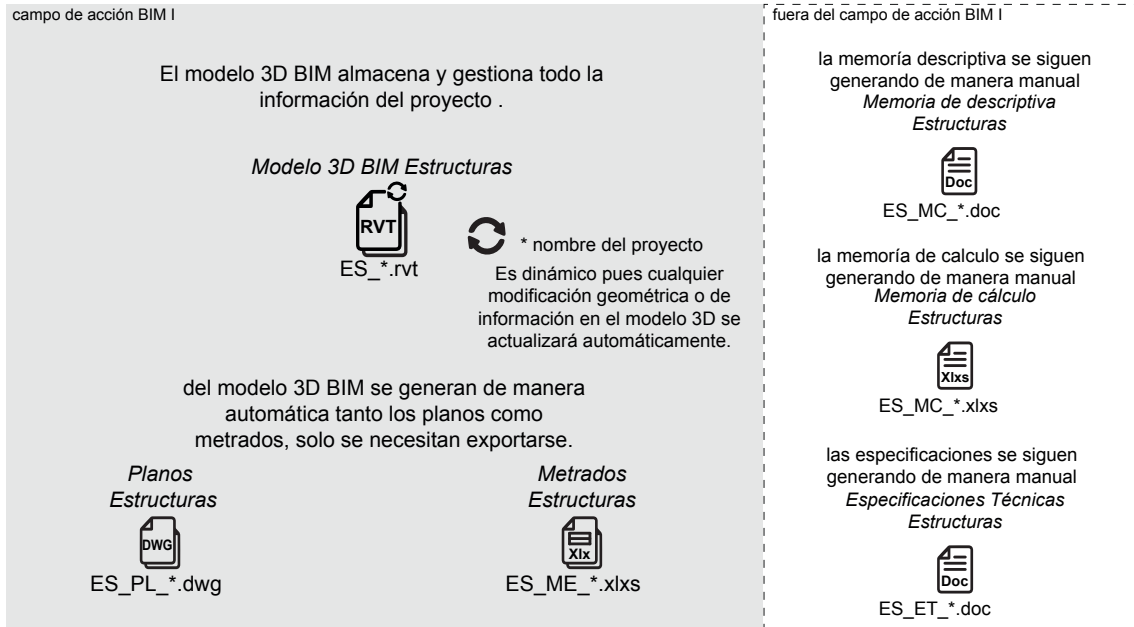 campo de acción BIM I
El modelo 3D BIM almacena y gestiona todo la
información del proyecto .
Modelo 3D BIM Estructuras
RVT
ES_*.rvt
* nombre del proyecto
Es dinámico pues cualquier
modificación geométrica o de
información en el modelo 3D se
actualizará automáticamente.
del modelo 3D BIM se generan de manera
automática tanto los planos como
metrados, solo se necesitan exportarse.
Planos
Estructuras
DWG
ES_PL_*.dwg
Metrados
Estructuras
Xlx
ES_ME_*.xlxs
fuera del campo de acción BIM I
la memoría descriptiva se siguen
generando de manera manual
Memoria de descriptiva
Estructuras
Doc
ES_MC_*.doc
la memoría de calculo se siguen
generando de manera manual
Memoria de cálculo
Estructuras
Xlxs
ES_MC_*.xlxs
las especificaciones se siguen
generando de manera manual
Especificaciones Técnicas
Estructuras
Doc
ES_ET_*.doc